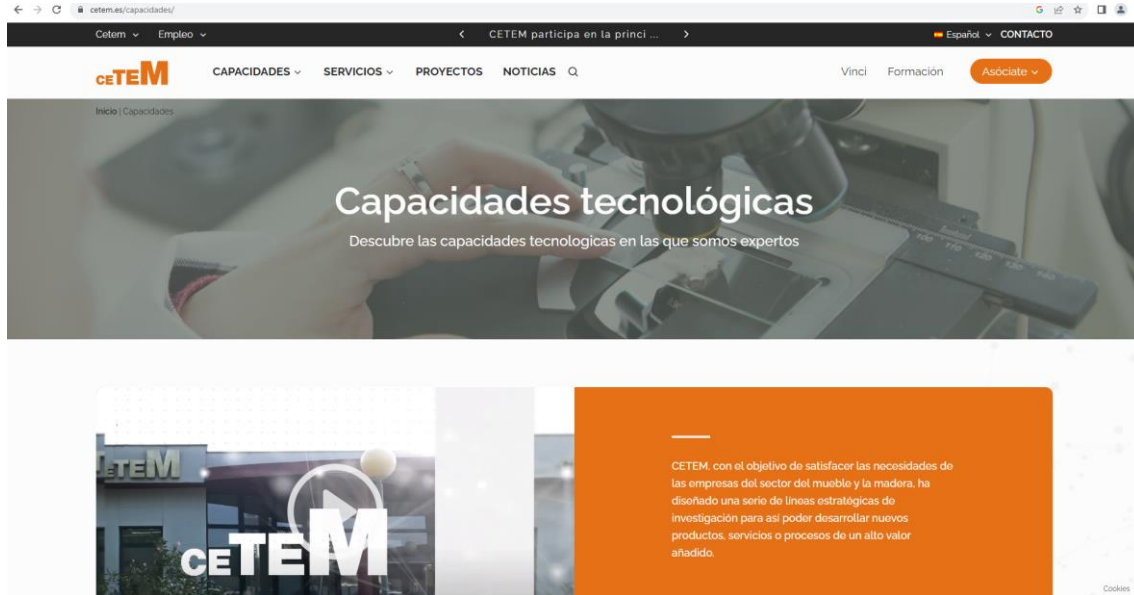 cetem.es/capacidades/
Cetem Empleo CETEM participa en la princi ... Español CONTACTO
CETEM CAPACIDADES SERVICIOS PROYECTOS NOTICIAS Vinci Formación Asóciate
Inicio | Capacidades
Capacidades tecnológicas
Descubre las capacidades tecnologicas en las que somos expertos
CETEM, con el objetivo de satisfacer las necesidades de
las empresas del sector del mueble y la madera, ha
diseñado una serie de líneas estratégicas de
investigación para así poder desarrollar nuevos
productos, servicios o procesos de un alto valor
añadido.
CETEM
CETEM
Cookies